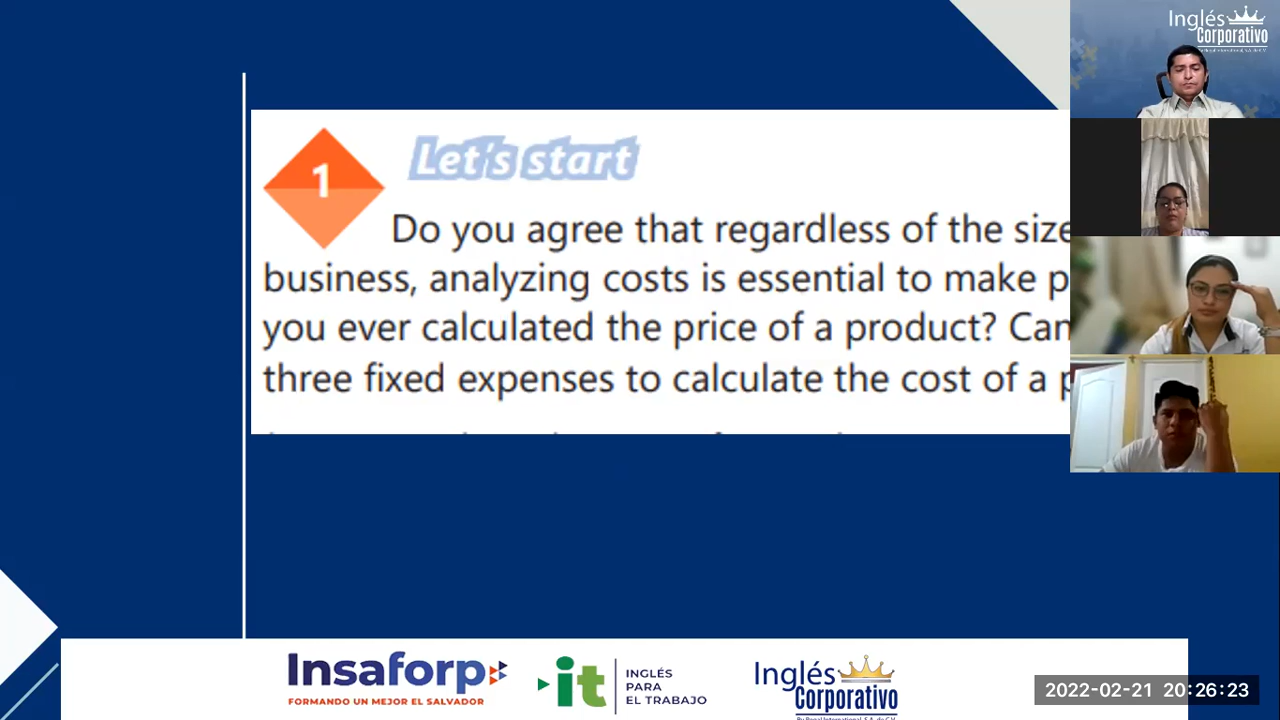 Inglés
Corporativo
1
Let's start
Do you agree that regardless of the size
business, analyzing costs is essential to make p
you ever calculated the price of a product? Can
three fixed expenses to calculate the cost of a p
Insaforp
FORMANDO UN MEJOR EL SALVADOR
it
INGLÉS
PARA
EL TRABAJO
Inglés
Corporativo
2022-02-21 20:26:23